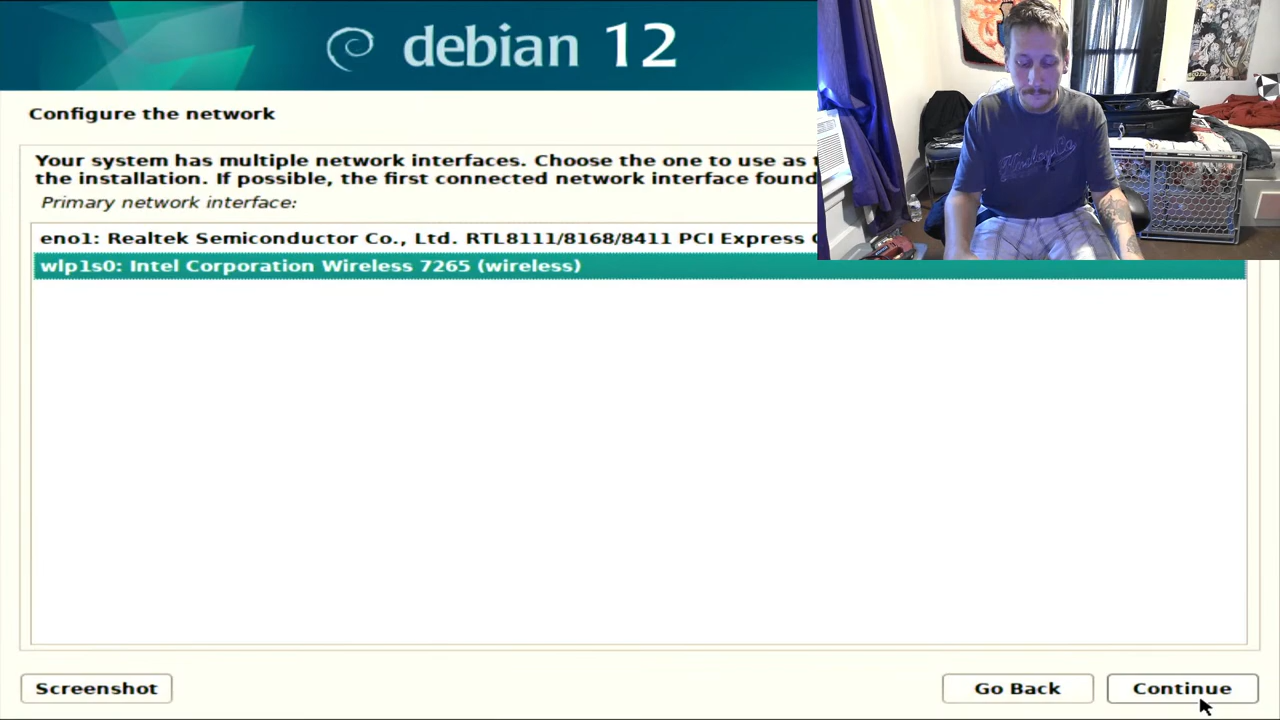 debian 12
Configure the network
Your system has multiple network interfaces. Choose the one to use as
the installation. If possible, the first connected network interface found
Primary network interface:
eno1: Realtek Semiconductor Co., Ltd. RTL8111/8168/8411 PCI Express
wlp1s0: Intel Corporation Wireless 7265 (wireless)
Screenshot
Go Back
Continue